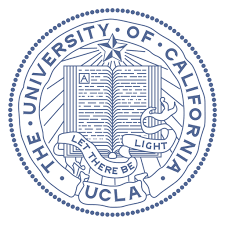 · THE · UNIVERSITY · OF · CALIFORNIA ·
A
LET THERE BE
LIGHT
UCLA